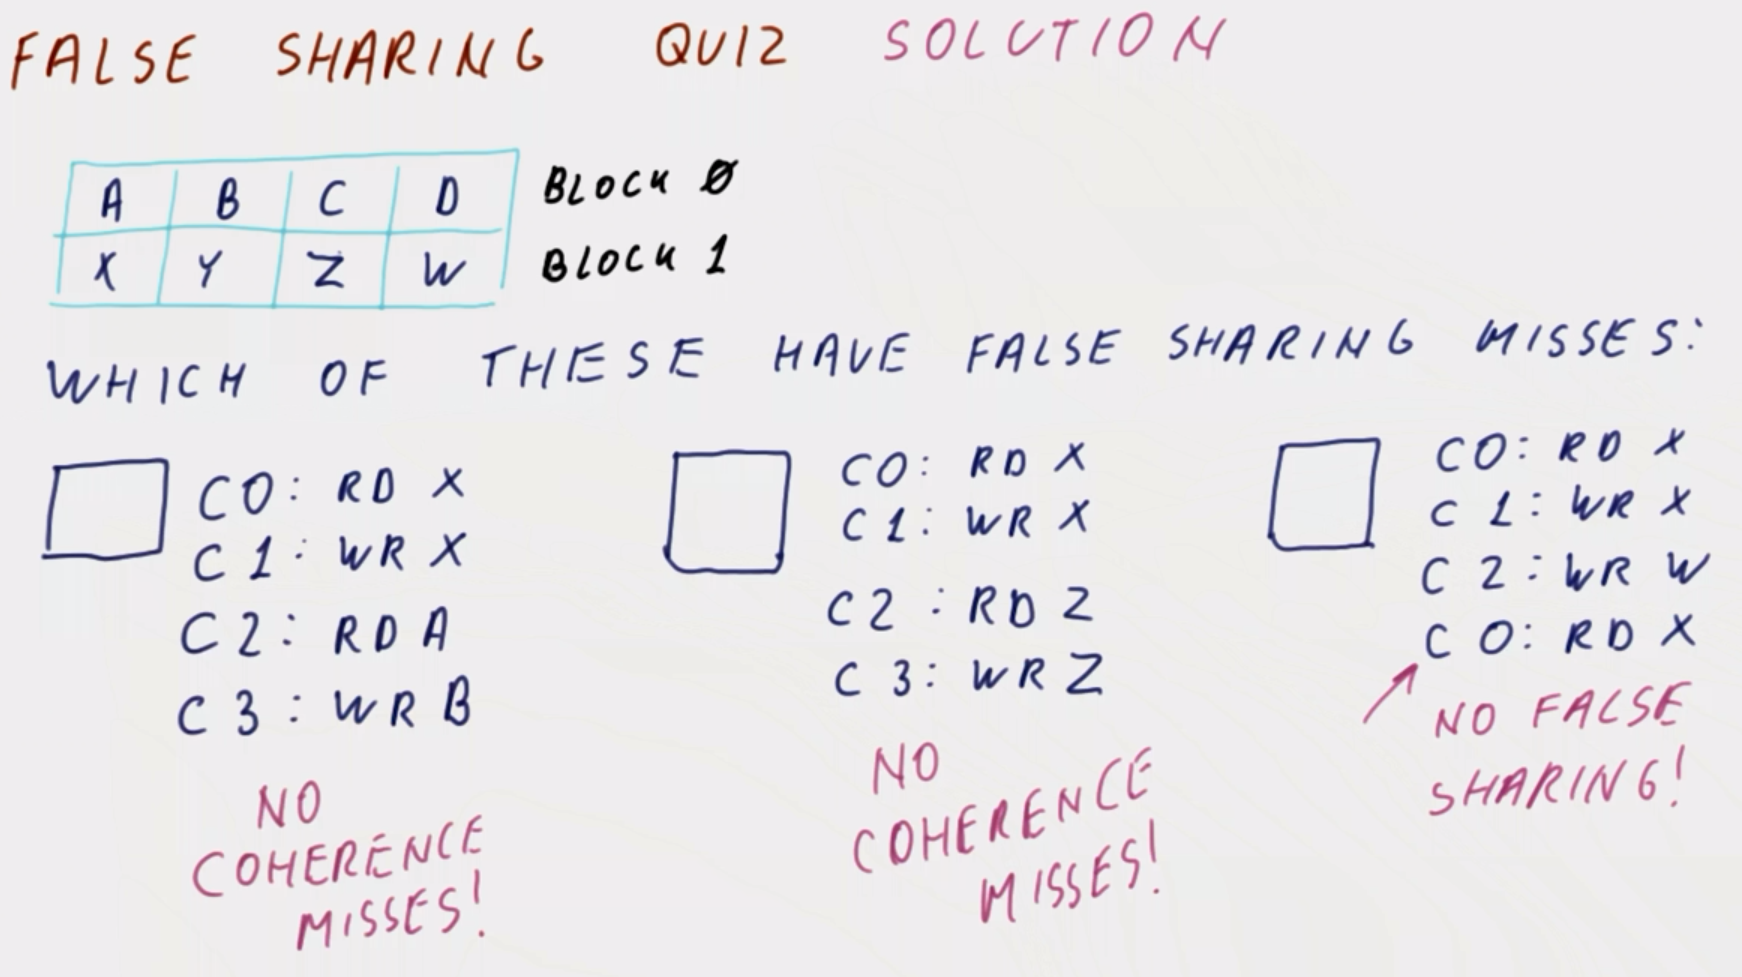 FALSE SHARING QUIZ SOLUTION
A B C D BLOCK 0
X Y Z W BLOCK 1
WHICH OF THESE HAVE FALSE SHARING MISSES:
C0: RD X
C1: WR X
C2: RD A
C3: WR B
NO
COHERENCE
MISSES!
C0: RD X
C1: WR X
C2: RD Z
C3: WR Z
NO
COHERENCE
MISSES!
C0: RD X
C1: WR X
C2: WR W
C0: RD X
NO FALSE
SHARING!